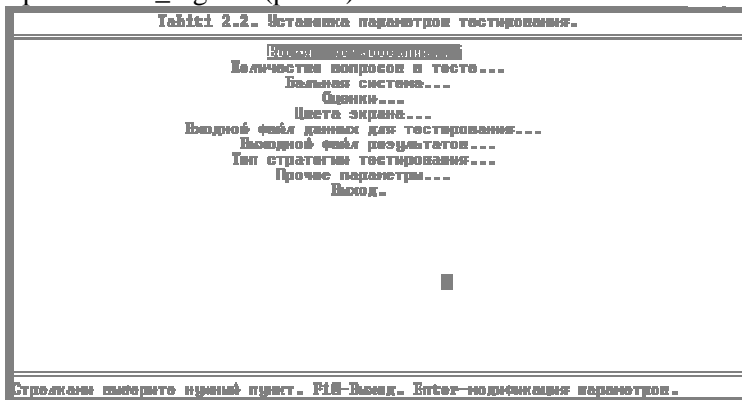 Tahiti 2.2. Установка параметров тестирования.
Время тестирования...
Количество вопросов в тесте...
Бальная система...
Оценки...
Цвета экрана...
Входной файл данных для тестирования...
Выходной файл результатов...
Тип стратегии тестирования...
Прочие параметры...
Выход.
Стрелками выберите нужный пункт. F10-Выход. Enter-модификация параметров.